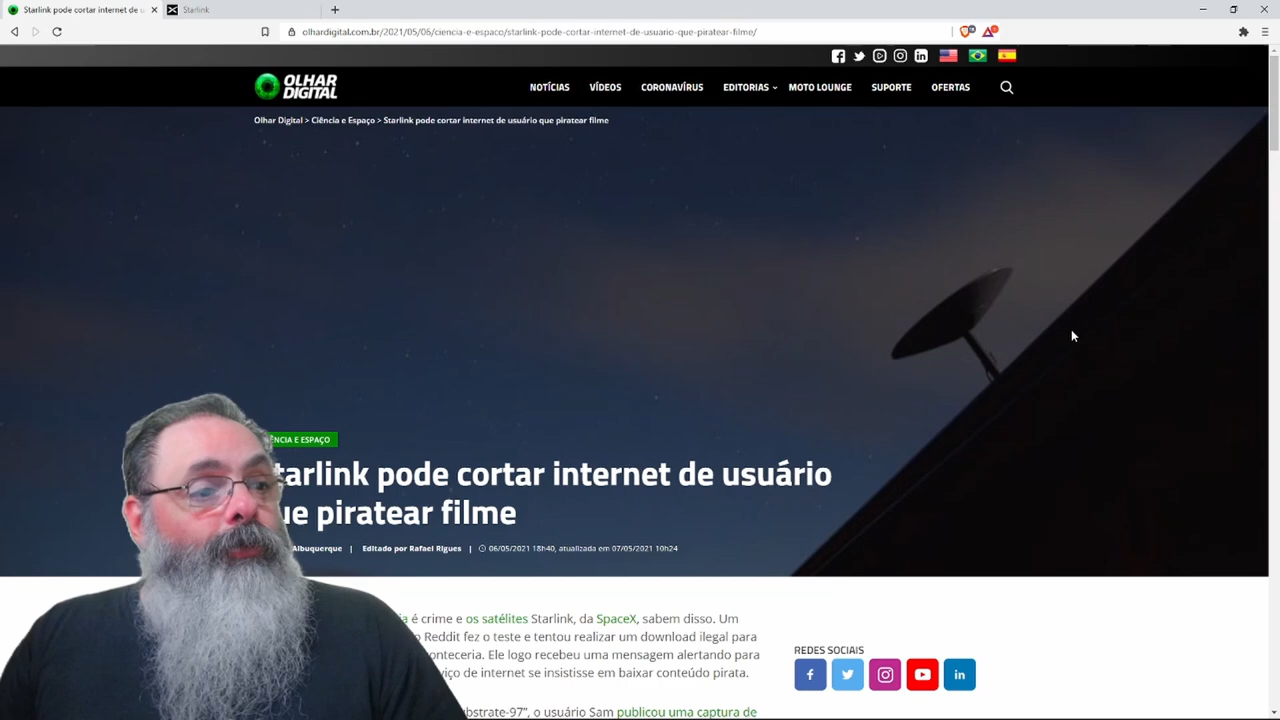 Starlink pode cortar internet de u
Starlink
olhardigital.com.br/2021/05/06/ciencia-e-espaco/starlink-pode-cortar-internet-de-usuario-que-piratear-filme/
OLHAR DIGITAL
NOTÍCIAS VÍDEOS CORONAVÍRUS EDITORIAS MOTO LOUNGE SUPORTE OFERTAS
Olhar Digital > Ciência e Espaço > Starlink pode cortar internet de usuário que piratear filme
ÊNCIA E ESPAÇO
tarlink pode cortar internet de usuário
ue piratear filme
Albuquerque | Editado por Rafael Rigues | 06/05/2021 18h40, atualizada em 07/05/2021 10h24
é crime e os satélites Starlink, da SpaceX, sabem disso. Um
Reddit fez o teste e tentou realizar um download ilegal para
onteceria. Ele logo recebeu uma mensagem alertando para
viço de internet se insistisse em baixar conteúdo pirata.
bstrate-97”, o usuário Sam publicou uma captura de
REDES SOCIAIS